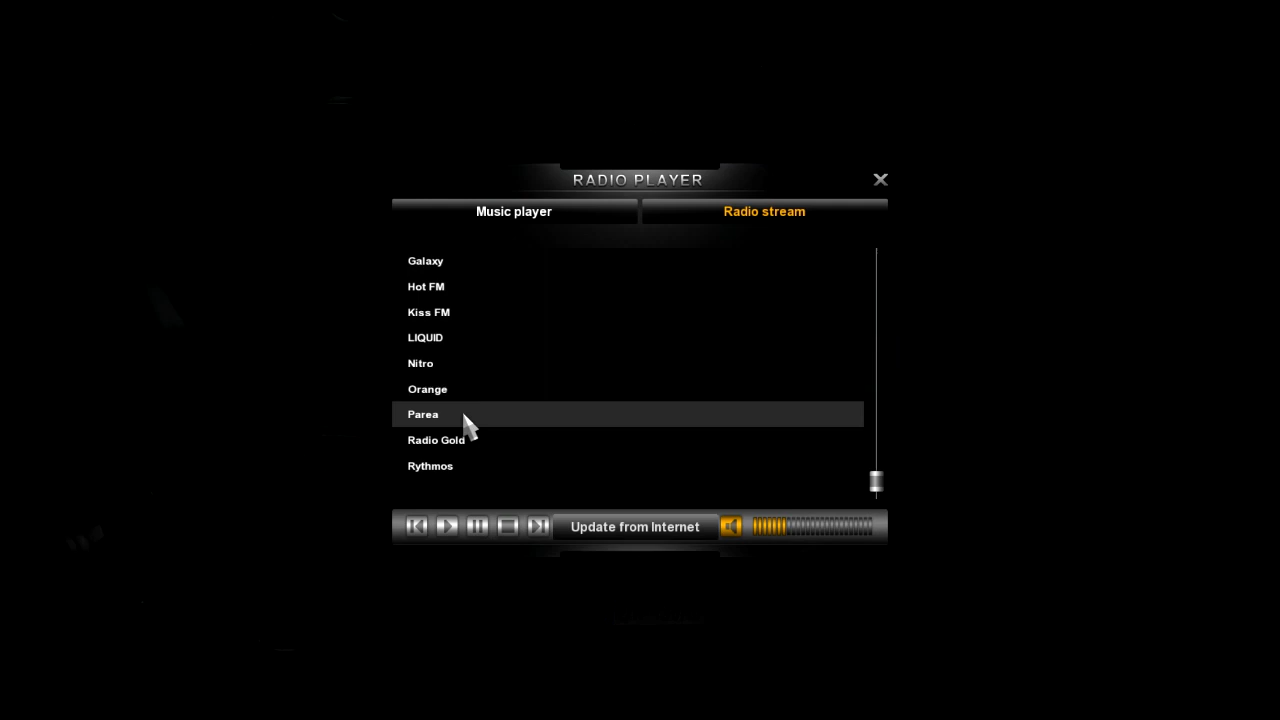 RADIO PLAYER
Music player
Radio stream
Galaxy
Hot FM
Kiss FM
LIQUID
Nitro
Orange
Parea
Radio Gold
Rythmos
Update from Internet